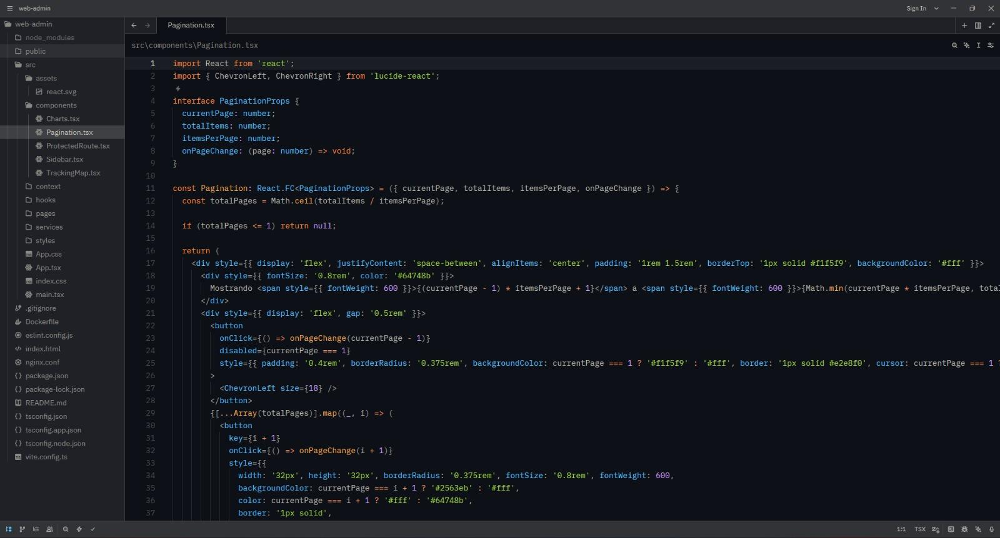 web-admin
Sign In
web-admin
node_modules
public
src
assets
react.svg
components
Charts.tsx
Pagination.tsx
ProtectedRoute.tsx
Sidebar.tsx
TrackingMap.tsx
context
hooks
pages
services
styles
App.css
App.tsx
index.css
main.tsx
.gitignore
Dockerfile
eslint.config.js
index.html
nginx.conf
package.json
package-lock.json
README.md
tsconfig.json
tsconfig.app.json
tsconfig.node.json
vite.config.ts
Pagination.tsx
src\components\Pagination.tsx
1 import React from 'react';
2 import { ChevronLeft, ChevronRight } from 'lucide-react';
3
4 interface PaginationProps {
5 currentPage: number;
6 totalItems: number;
7 itemsPerPage: number;
8 onPageChange: (page: number) => void;
9 }
10
11 const Pagination: React.FC<PaginationProps> = ({ currentPage, totalItems, itemsPerPage, onPageChange }) => {
12 const totalPages = Math.ceil(totalItems / itemsPerPage);
13
14 if (totalPages <= 1) return null;
15
16 return (
17 <div style={{ display: 'flex', justifyContent: 'space-between', alignItems: 'center', padding: '1rem 1.5rem', borderTop: '1px solid #f1f5f9', backgroundColor: '#fff' }}>
18 <div style={{ fontSize: '0.8rem', color: '#64748b' }}>
19 Mostrando <span style={{ fontWeight: 600 }}>{(currentPage - 1) * itemsPerPage + 1}</span> a <span style={{ fontWeight: 600 }}>{Math.min(currentPage * itemsPerPage, tota
20 </div>
21 <div style={{ display: 'flex', gap: '0.5rem' }}>
22 <button
23 onClick={() => onPageChange(currentPage - 1)}
24 disabled={currentPage === 1}
25 style={{ padding: '0.4rem', borderRadius: '0.375rem', backgroundColor: currentPage === 1 ? '#f1f5f9' : '#fff', border: '1px solid #e2e8f0', cursor: currentPage === 1 ?
26 >
27 <ChevronLeft size={18} />
28 </button>
29 {[...Array(totalPages)].map((_, i) => (
30 <button
31 key={i + 1}
32 onClick={() => onPageChange(i + 1)}
33 style={{
34 width: '32px', height: '32px', borderRadius: '0.375rem', fontSize: '0.8rem', fontWeight: 600,
35 backgroundColor: currentPage === i + 1 ? '#2563eb' : '#fff',
36 color: currentPage === i + 1 ? '#fff' : '#64748b',
37 border: '1px solid',
1:1
TSX